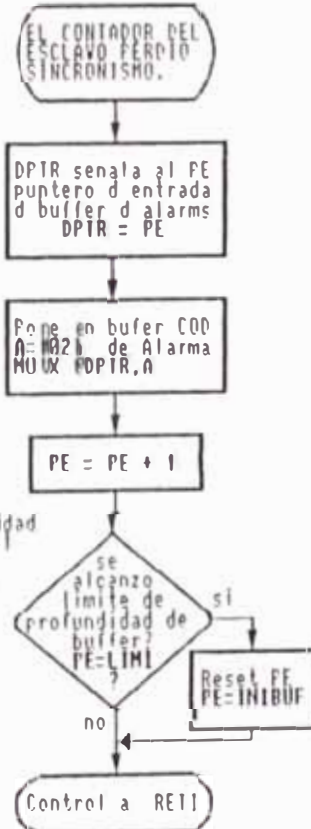 EL CONTADOR DEL
ESCLAVO PERDIO
SINCRONISMO.
DPTR senala al PE
puntero d entrada
d buffer d alarms
DPTR = PE
Pone en bufer COD
A= #02h de Alarma
MOVX @DPTR,A
PE = PE + 1
idad
se
alcanzo
limite de
profundidad de
buffer?
PE=LIMI
?
si
Reset PE
PE=INIBUF
no
Control a RETI